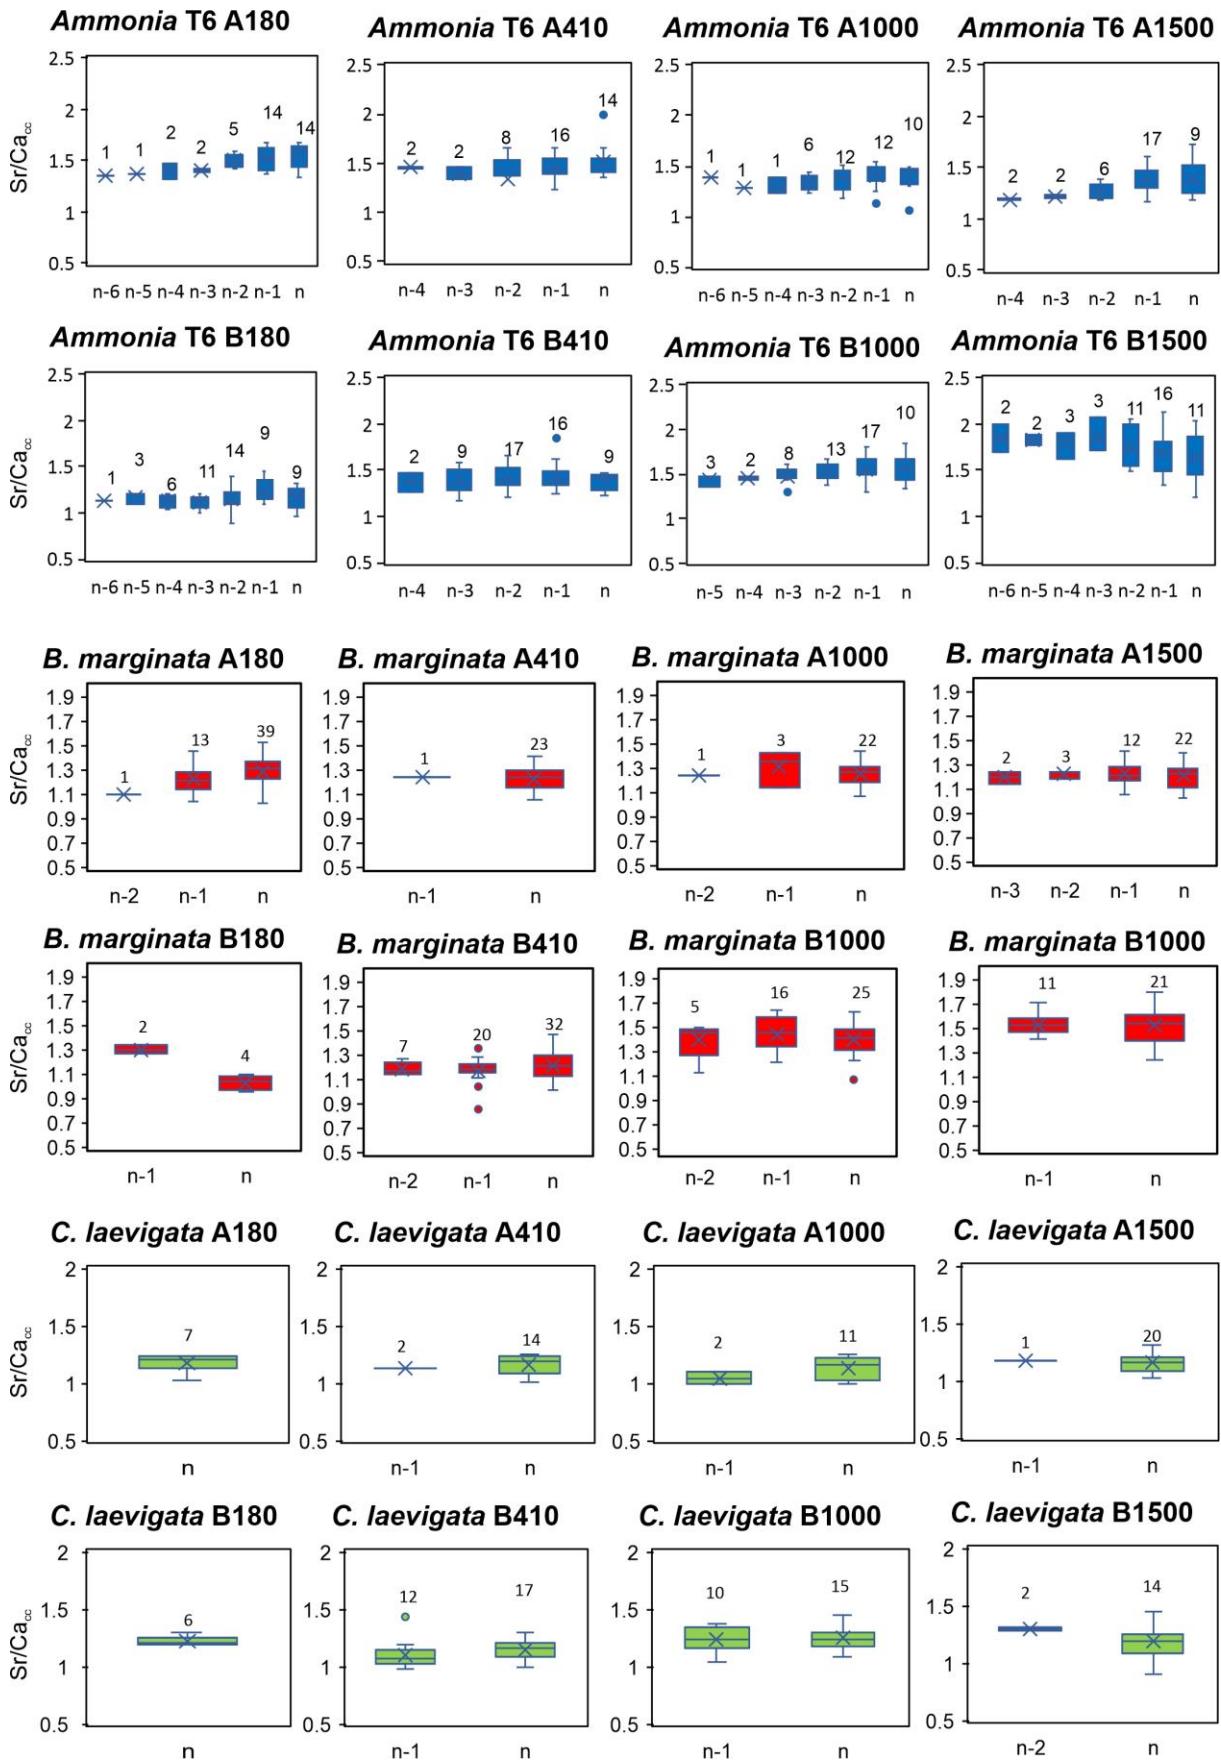 Ammonia T6 A180 Ammonia T6 A410 Ammonia T6 A1000 Ammonia T6 A1500
2.5 2.5 2.5 2.5
2 2 2 2
1.5 1.5 1.5 1.5
1 1 1 1
0.5 0.5 0.5 0.5
Sr/Ca_cc
1 1 2 2 5 14 14
2 2 8 16 14
1 1 1 6 12 12 10
2 2 6 17 9
n-6 n-5 n-4 n-3 n-2 n-1 n
n-4 n-3 n-2 n-1 n
n-6 n-5 n-4 n-3 n-2 n-1 n
n-4 n-3 n-2 n-1 n
Ammonia T6 B180 Ammonia T6 B410 Ammonia T6 B1000 Ammonia T6 B1500
2.5 2.5 2.5 2.5
2 2 2 2
1.5 1.5 1.5 1.5
1 1 1 1
0.5 0.5 0.5 0.5
Sr/Ca_cc
1 3 6 11 14 9 9
2 9 17 16 9
3 2 8 13 17 10
2 2 3 3 11 16 11
n-6 n-5 n-4 n-3 n-2 n-1 n
n-4 n-3 n-2 n-1 n
n-5 n-4 n-3 n-2 n-1 n
n-6 n-5 n-4 n-3 n-2 n-1 n
B. marginata A180 B. marginata A410 B. marginata A1000 B. marginata A1500
1.9 1.9 1.9 1.9
1.7 1.7 1.7 1.7
1.5 1.5 1.5 1.5
1.3 1.3 1.3 1.3
1.1 1.1 1.1 1.1
0.9 0.9 0.9 0.9
0.7 0.7 0.7 0.7
0.5 0.5 0.5 0.5
Sr/Ca_cc
1 13 39
1 23
1 3 22
2 3 12 22
n-2 n-1 n
n-1 n
n-2 n-1 n
n-3 n-2 n-1 n
B. marginata B180 B. marginata B410 B. marginata B1000 B. marginata B1000
1.9 1.9 1.9 1.9
1.7 1.7 1.7 1.7
1.5 1.5 1.5 1.5
1.3 1.3 1.3 1.3
1.1 1.1 1.1 1.1
0.9 0.9 0.9 0.9
0.7 0.7 0.7 0.7
0.5 0.5 0.5 0.5
Sr/Ca_cc
2 4
7 20 32
5 16 25
11 21
n-1 n
n-2 n-1 n
n-2 n-1 n
n-1 n
C. laevigata A180 C. laevigata A410 C. laevigata A1000 C. laevigata A1500
2 2 2 2
1.5 1.5 1.5 1.5
1 1 1 1
0.5 0.5 0.5 0.5
Sr/Ca_cc
7
2 14
2 11
1 20
n
n-1 n
n-1 n
n-1 n
C. laevigata B180 C. laevigata B410 C. laevigata B1000 C. laevigata B1500
2 2 2 2
1.5 1.5 1.5 1.5
1 1 1 1
0.5 0.5 0.5 0.5
Sr/Ca_cc
6
12 17
10 15
2 14
n
n-1 n
n-1 n
n-2 n